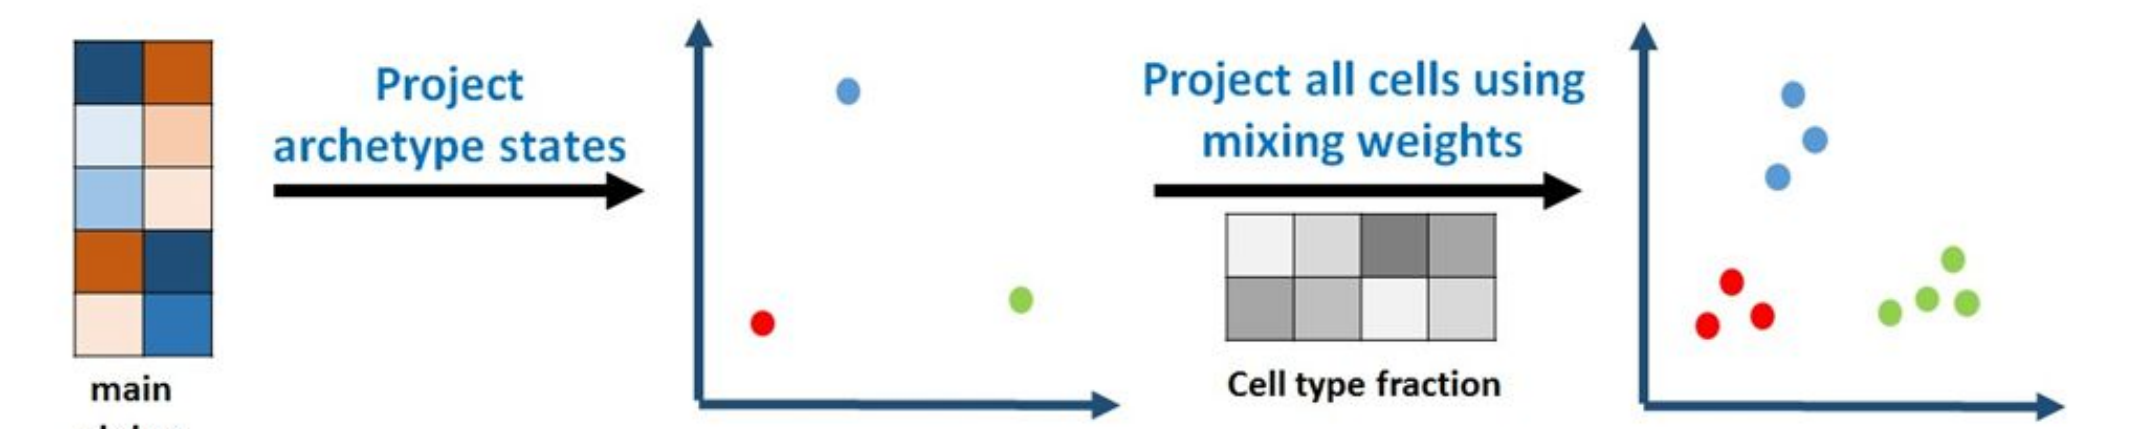 Project
archetype states
Project all cells using
mixing weights
Cell type fraction
main